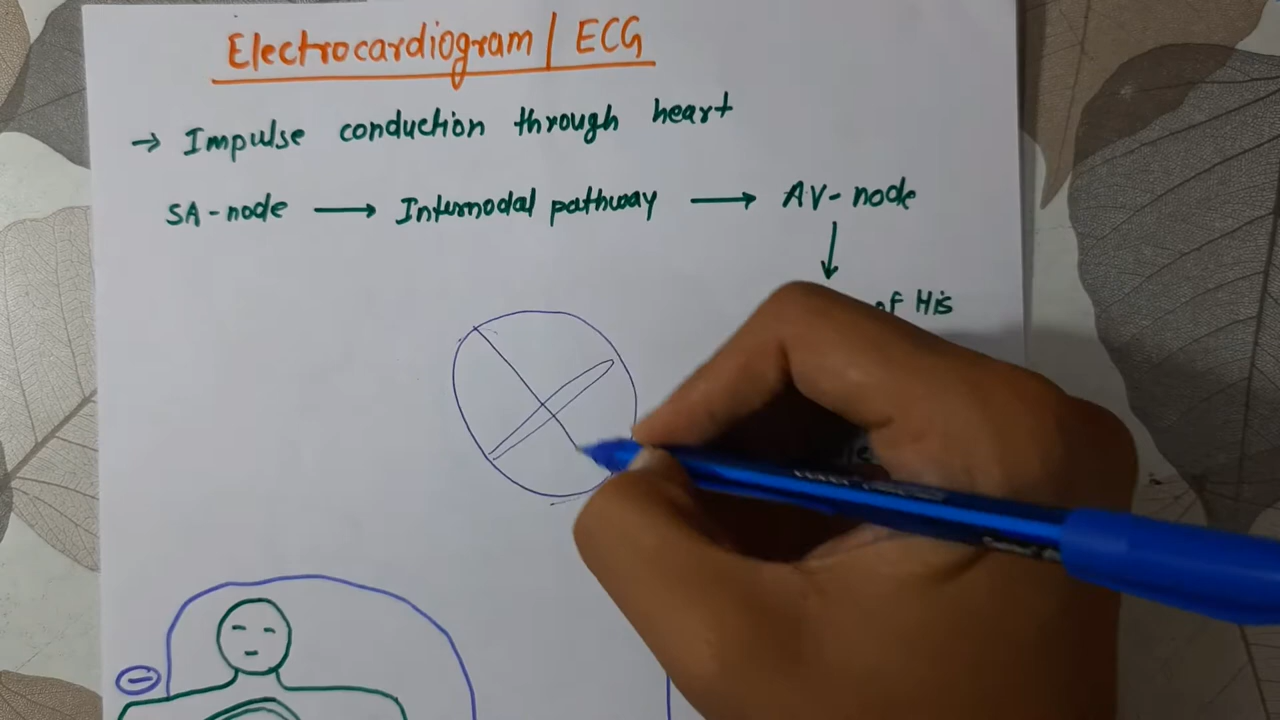 Electrocardiogram / ECG
→ Impulse conduction through heart
SA-node → Internodal pathway → AV-node
↓
of His